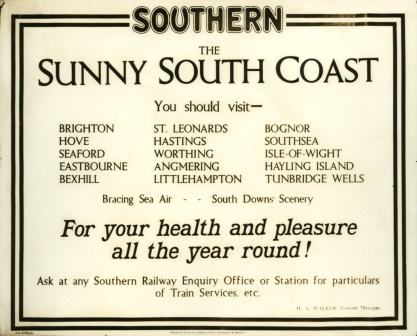 SOUTHERN
THE
SUNNY SOUTH COAST
You should visit—
BRIGHTON ST. LEONARDS BOGNOR
HOVE HASTINGS SOUTHSEA
SEAFORD WORTHING ISLE-OF-WIGHT
EASTBOURNE ANGMERING HAYLING ISLAND
BEXHILL LITTLEHAMPTON TUNBRIDGE WELLS
Bracing Sea Air - - South Downs Scenery
For your health and pleasure
all the year round!
Ask at any Southern Railway Enquiry Office or Station for particulars
of Train Services, etc.
H. A. WALKER, General Manager.